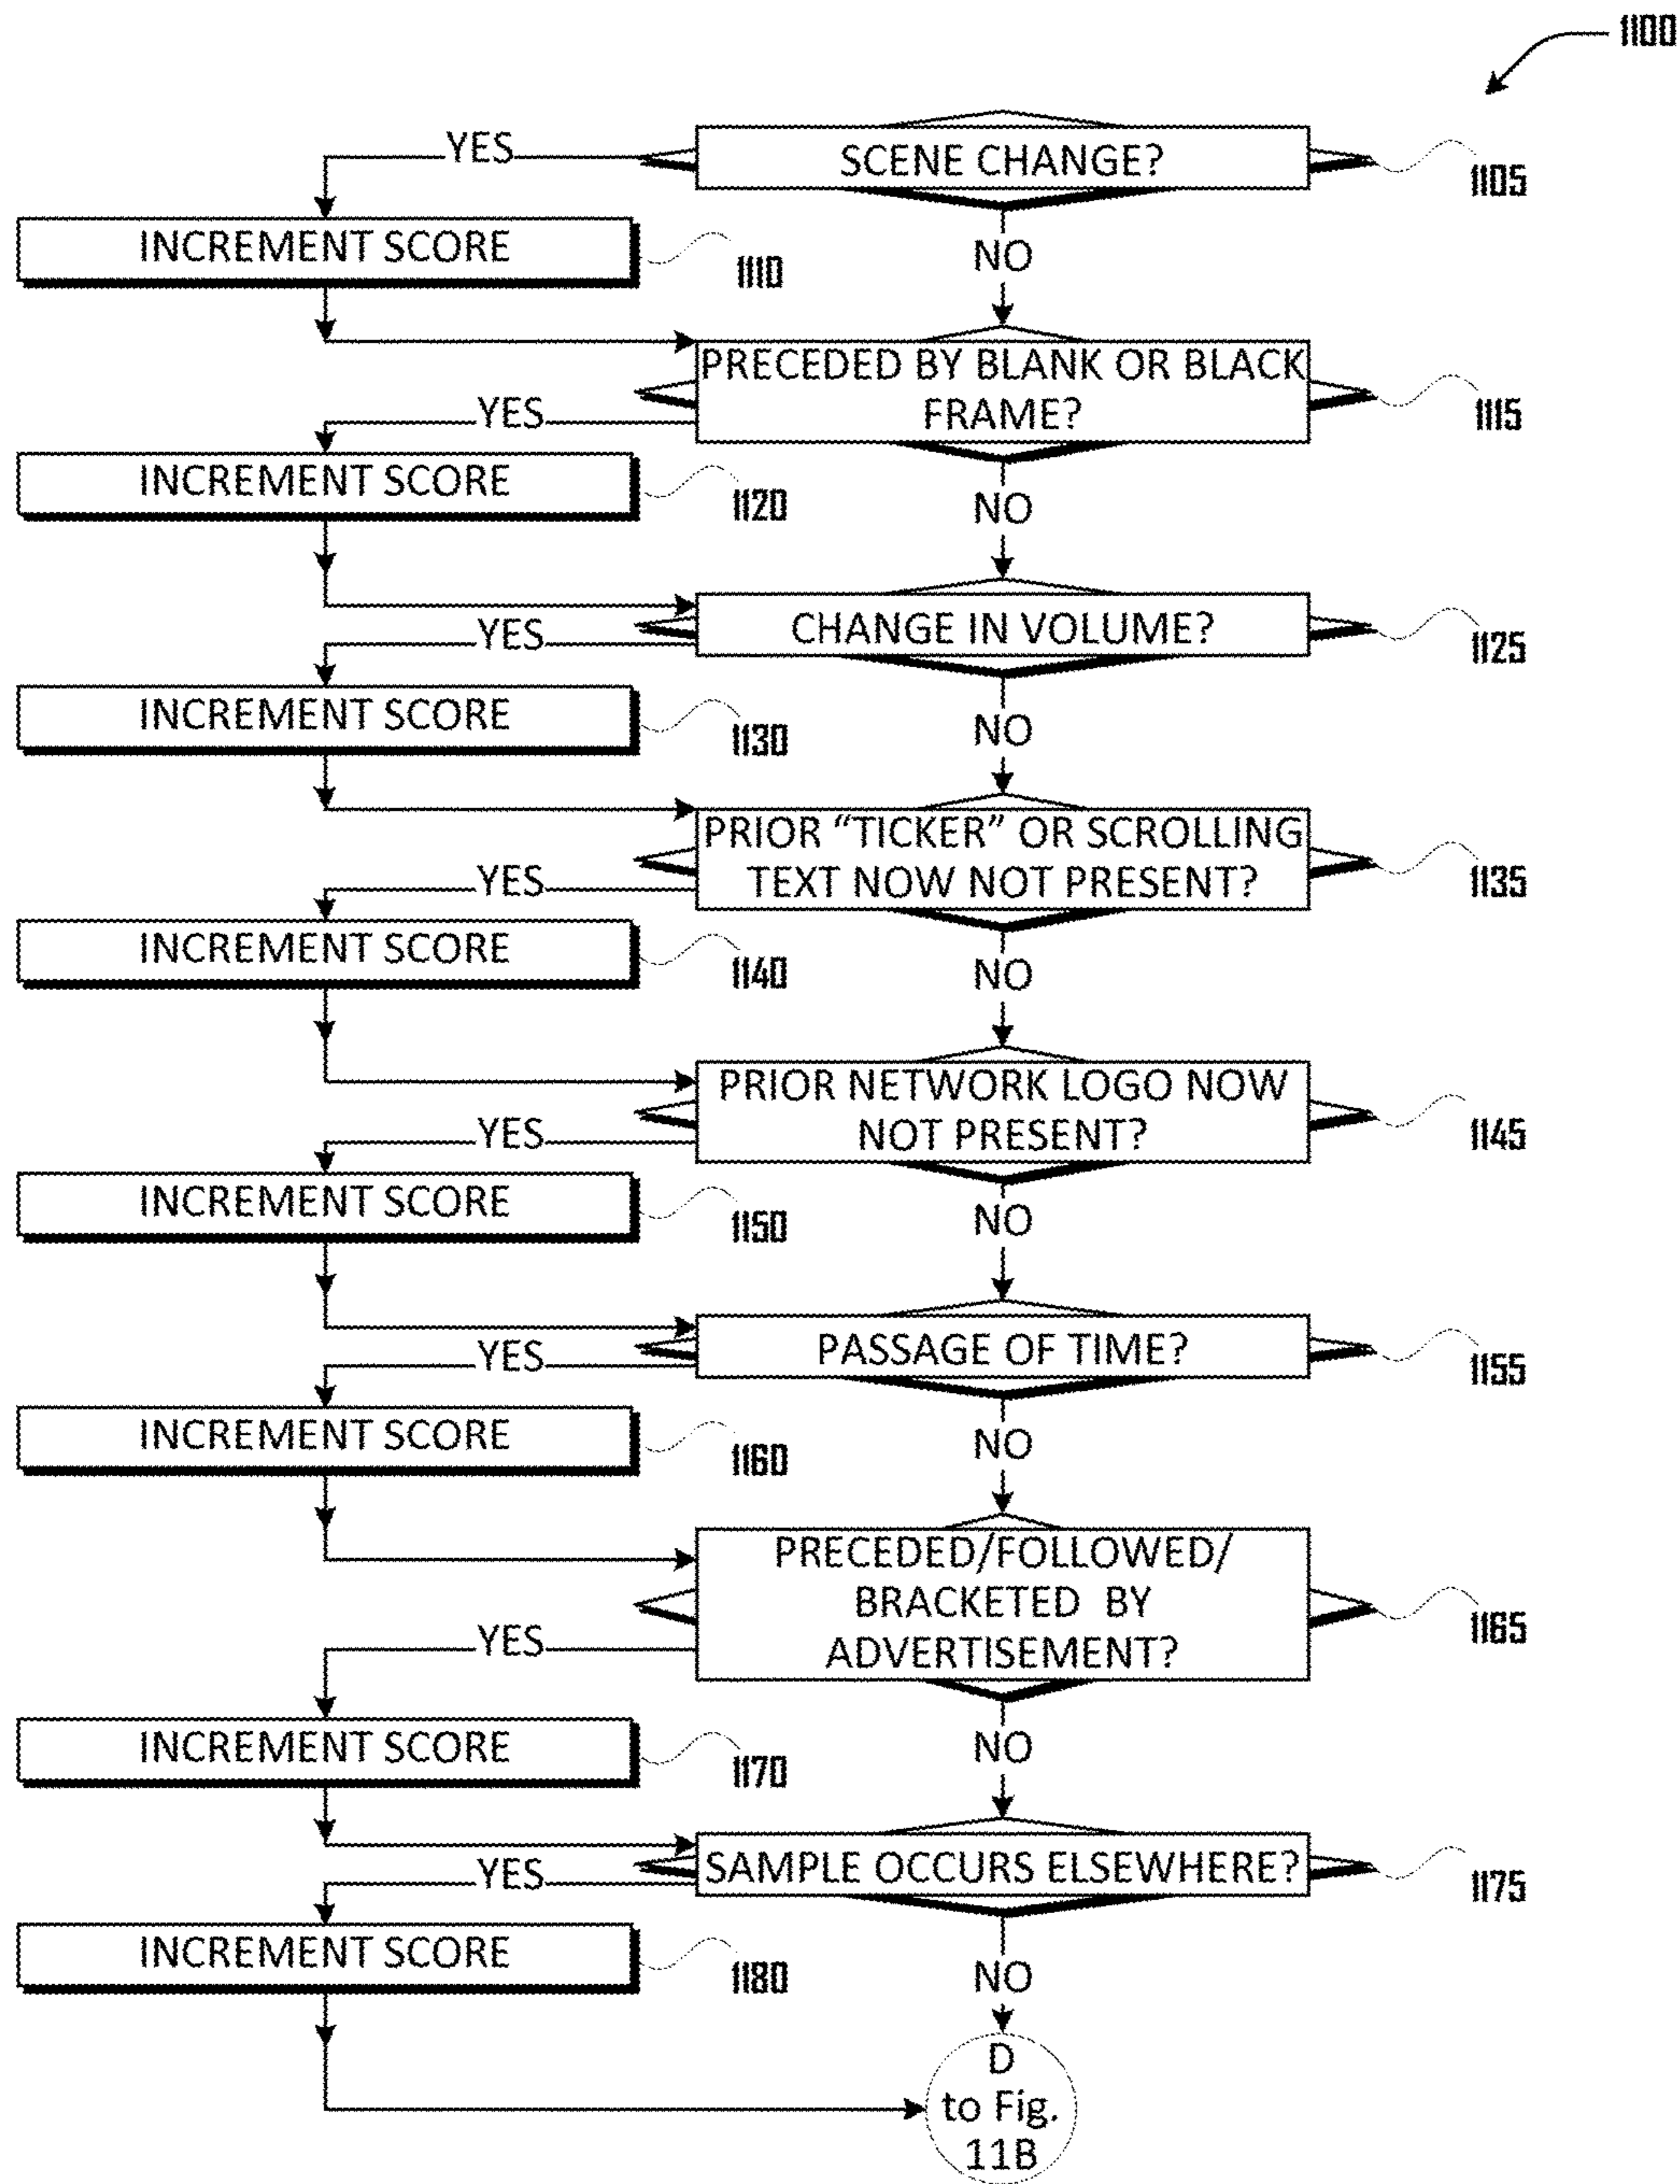 1100
YES
SCENE CHANGE?
1105
INCREMENT SCORE
1110
NO
PRECEDED BY BLANK OR BLACK
FRAME?
1115
YES
INCREMENT SCORE
1120
NO
CHANGE IN VOLUME?
1125
YES
INCREMENT SCORE
1130
NO
PRIOR “TICKER” OR SCROLLING
TEXT NOW NOT PRESENT?
1135
YES
INCREMENT SCORE
1140
NO
PRIOR NETWORK LOGO NOW
NOT PRESENT?
1145
YES
INCREMENT SCORE
1150
NO
PASSAGE OF TIME?
1155
YES
INCREMENT SCORE
1160
NO
PRECEDED/FOLLOWED/
BRACKETED BY
ADVERTISEMENT?
1165
YES
INCREMENT SCORE
1170
NO
SAMPLE OCCURS ELSEWHERE?
1175
YES
INCREMENT SCORE
1180
NO
D
to Fig.
11B